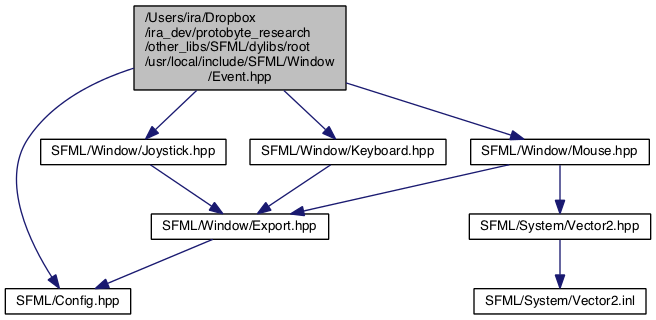 /Users/ira/Dropbox
/ira_dev/protobyte_research
/other_libs/SFML/dylibs/root
/usr/local/include/SFML/Window
/Event.hpp
SFML/Window/Joystick.hpp
SFML/Window/Keyboard.hpp
SFML/Window/Mouse.hpp
SFML/Window/Export.hpp
SFML/System/Vector2.hpp
SFML/Config.hpp
SFML/System/Vector2.inl